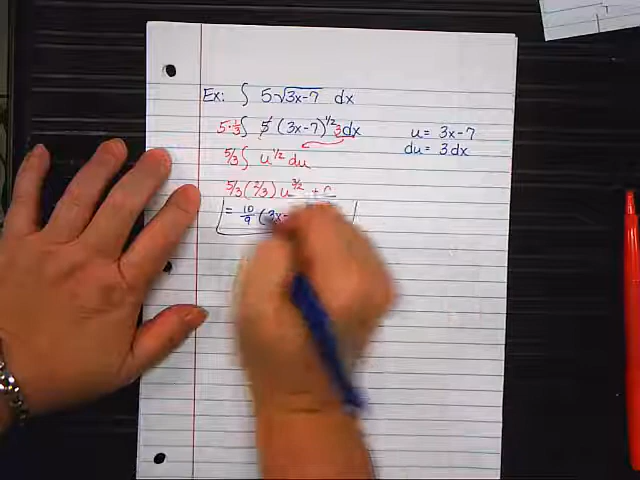 Ex: ∫ 5√(3x-7) dx
5·⅓ ∫ 5¹ (3x-7)^{1/2} 3dx
u = 3x-7
du = 3dx
5/3 ∫ u^{1/2} du
5/3 (2/3) u^{3/2} + C
= 10/9 (3x-